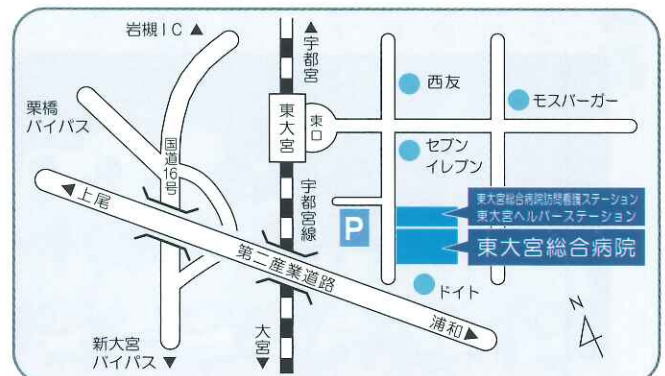 岩槻IC▲
▲宇都宮
西友
モスバーガー
栗橋
バイパス
東大宮
東口
国道16号
セブン
イレブン
◀上尾
宇都宮線
東大宮総合病院訪問看護ステーション
東大宮ヘルパーステーション
P
東大宮総合病院
第二産業道路
ドイト
新大宮
バイパス▼
大宮▼
浦和▶
N